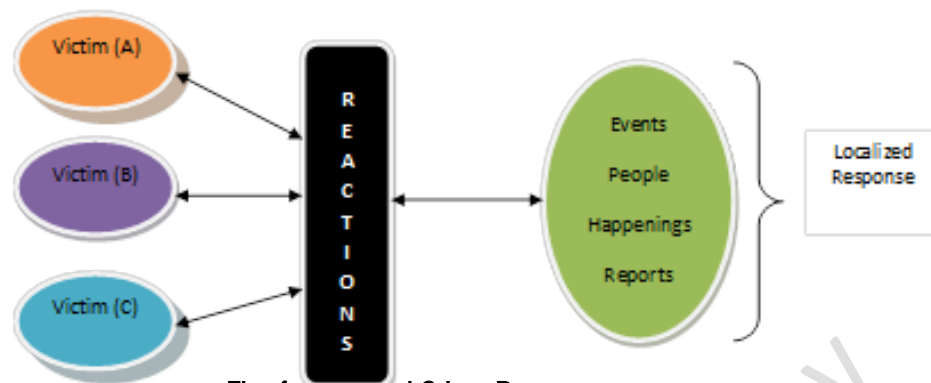 Victim (A)
Victim (B)
Victim (C)
R
E
A
C
T
I
O
N
S
Events
People
Happenings
Reports
Localized
Response